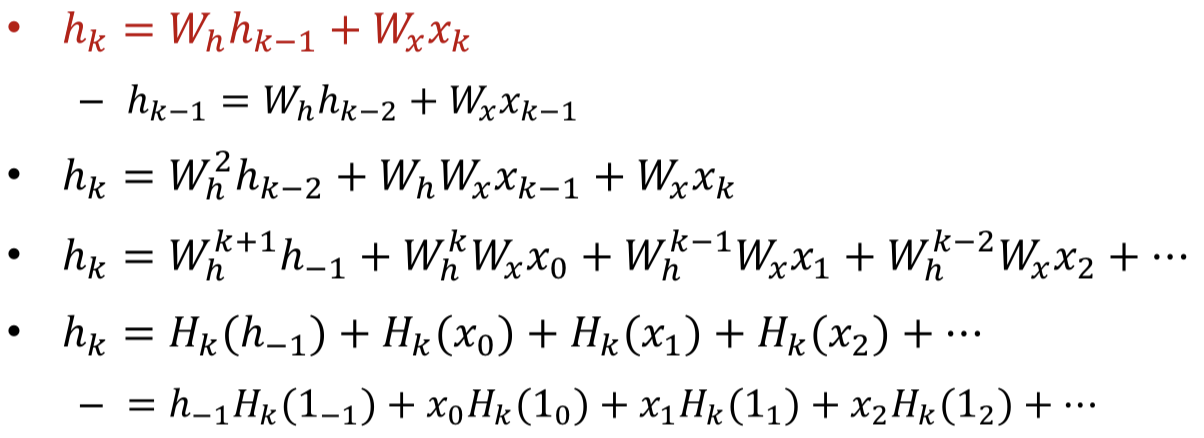 • h_k = W_h h_{k−1} + W_x x_k
– h_{k−1} = W_h h_{k−2} + W_x x_{k−1}
• h_k = W_h^2 h_{k−2} + W_h W_x x_{k−1} + W_x x_k
• h_k = W_h^{k+1} h_{−1} + W_h^k W_x x_0 + W_h^{k−1} W_x x_1 + W_h^{k−2} W_x x_2 + ⋯
• h_k = H_k(h_{−1}) + H_k(x_0) + H_k(x_1) + H_k(x_2) + ⋯
– = h_{−1} H_k(1_{−1}) + x_0 H_k(1_0) + x_1 H_k(1_1) + x_2 H_k(1_2) + ⋯